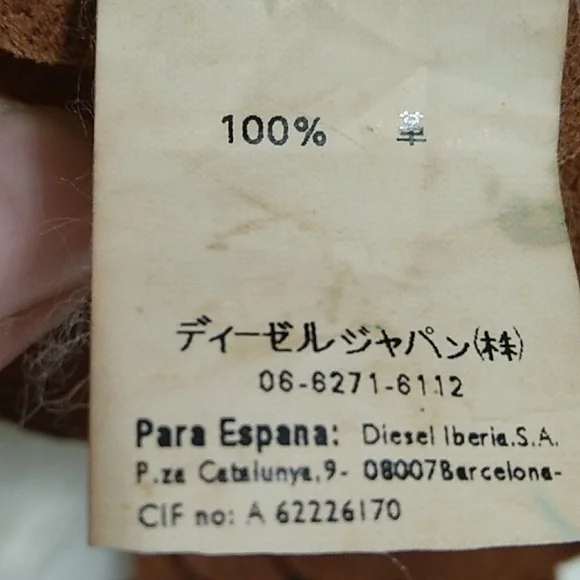 100% 革
ディーゼルジャパン(株)
06-6271-6112
Para Espana: Diesel Iberia.S.A.
P.za Catalunya,9- 08007Barcelona-
CIF no: A 62226170